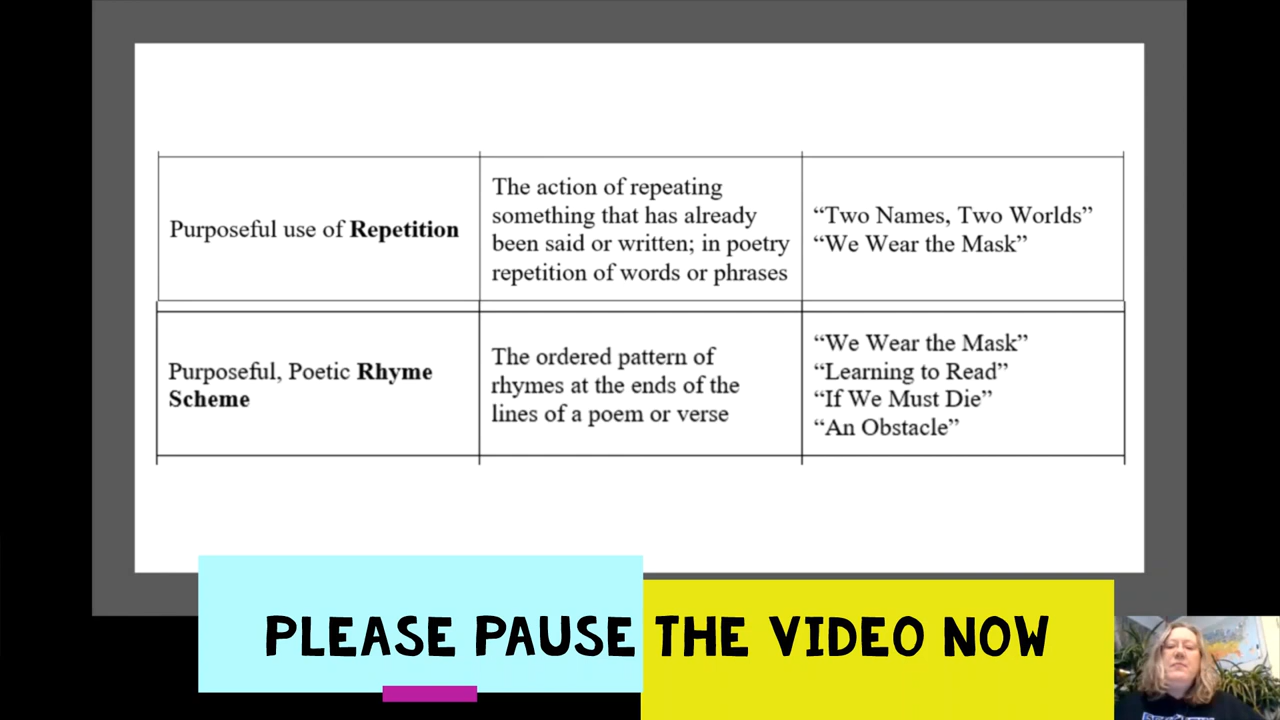 Purposeful use of Repetition
The action of repeating
something that has already
been said or written; in poetry
repetition of words or phrases
“Two Names, Two Worlds”
“We Wear the Mask”
Purposeful, Poetic Rhyme
Scheme
The ordered pattern of
rhymes at the ends of the
lines of a poem or verse
“We Wear the Mask”
“Learning to Read”
“If We Must Die”
“An Obstacle”
PLEASE PAUSE THE VIDEO NOW